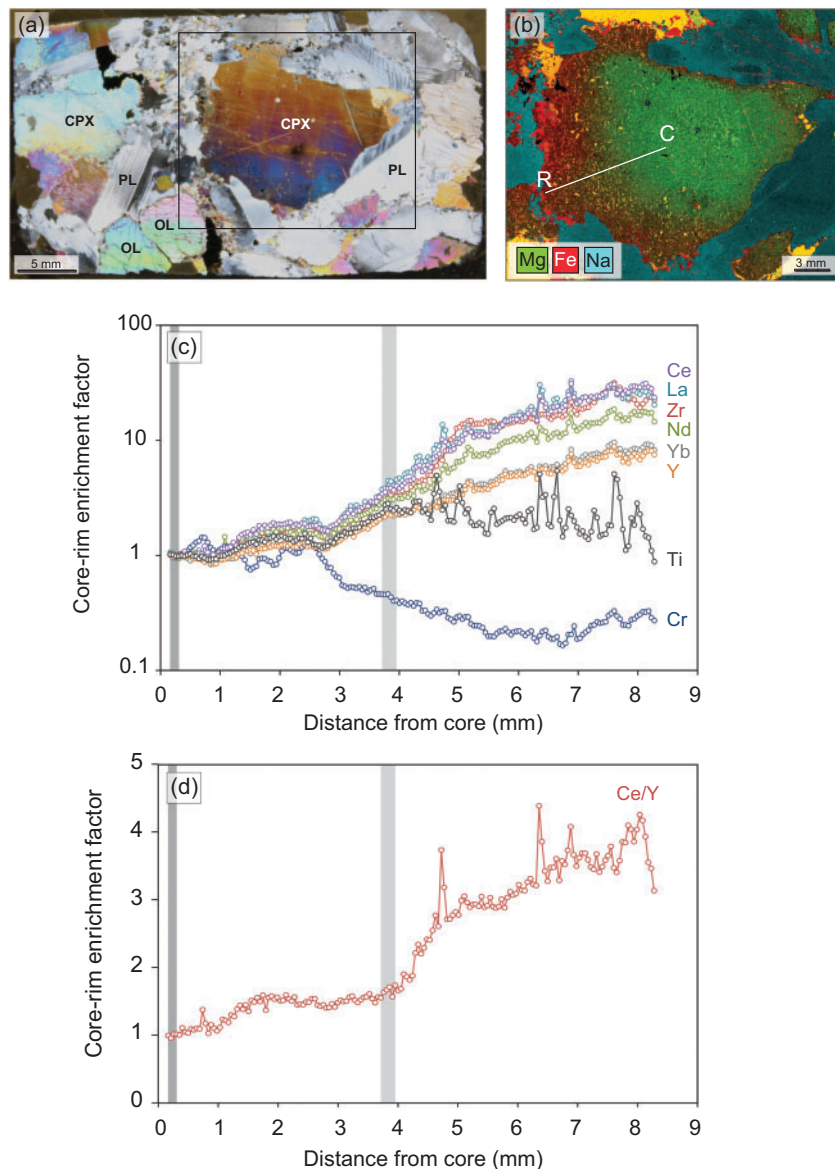 (a)
CPX
CPX
PL
PL
OL
OL
5 mm
(b)
C
R
Mg Fe Na
3 mm
(c)
100
10
1
0.1
Core-rim enrichment factor
Ce
La
Zr
Nd
Yb
Y
Ti
Cr
0 1 2 3 4 5 6 7 8 9
Distance from core (mm)
(d)
5
4
3
2
1
0
Core-rim enrichment factor
Ce/Y
0 1 2 3 4 5 6 7 8 9
Distance from core (mm)